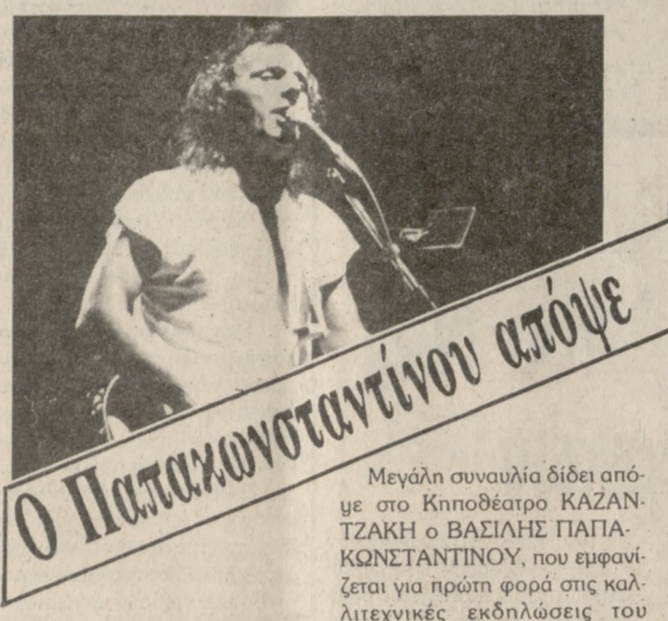 Ο Παπακωνσταντίνου απόψε
Μεγάλη συναυλία δίδει από-
ψε στο Κηποθέατρο ΚΑΖΑΝ-
ΤΖΑΚΗ ο ΒΑΣΙΛΗΣ ΠΑΠΑ-
ΚΩΝΣΤΑΝΤΙΝΟΥ, που εμφανί-
ζεται για πρώτη φορά στις καλ-
λιτεχνικές εκδηλώσεις του